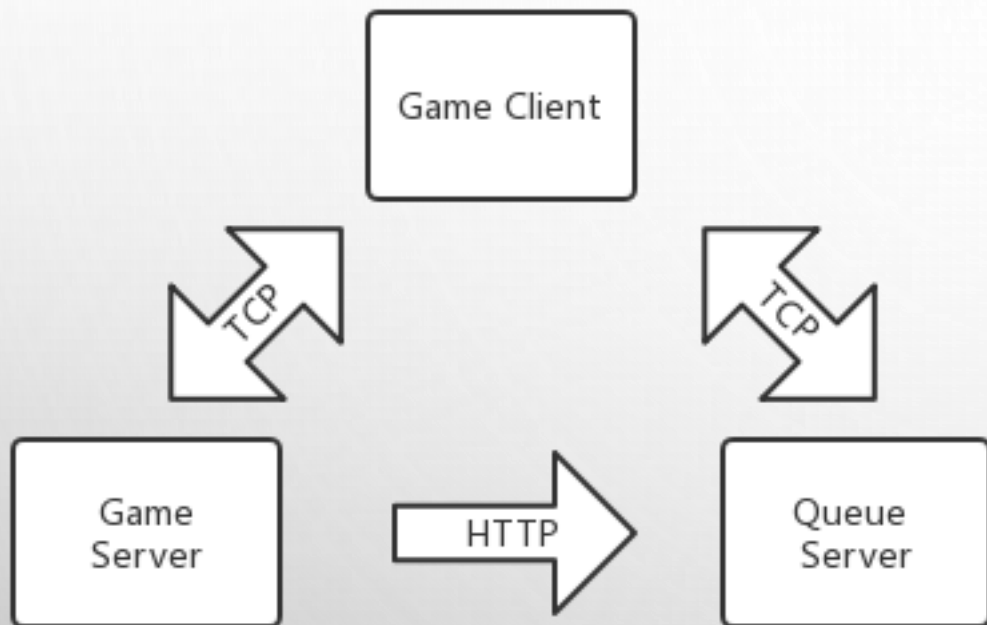 Game Client
TCP
TCP
Game
Server
HTTP
Queue
Server